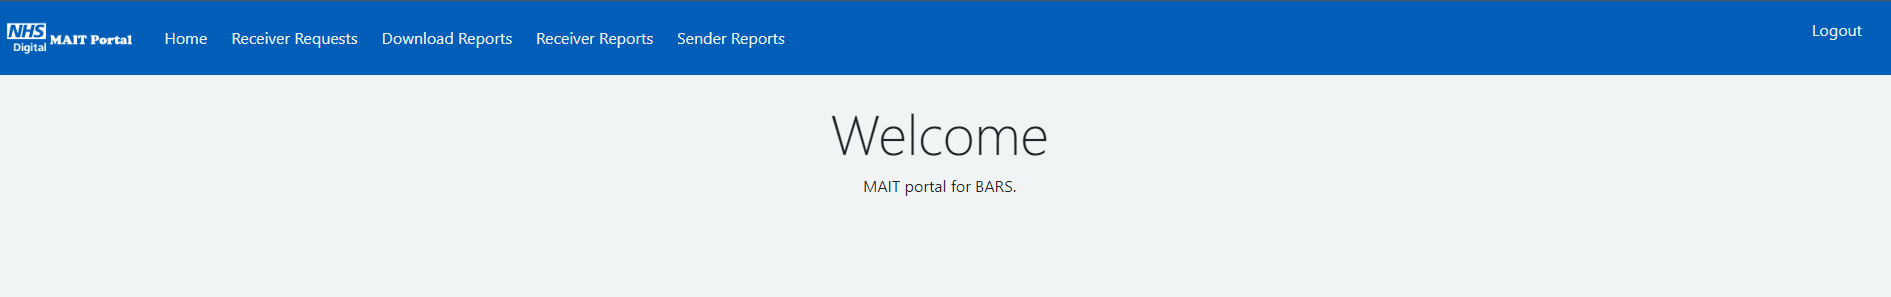 NHS
Digital MAIT Portal Home Receiver Requests Download Reports Receiver Reports Sender Reports Logout
Welcome
MAIT portal for BARS.